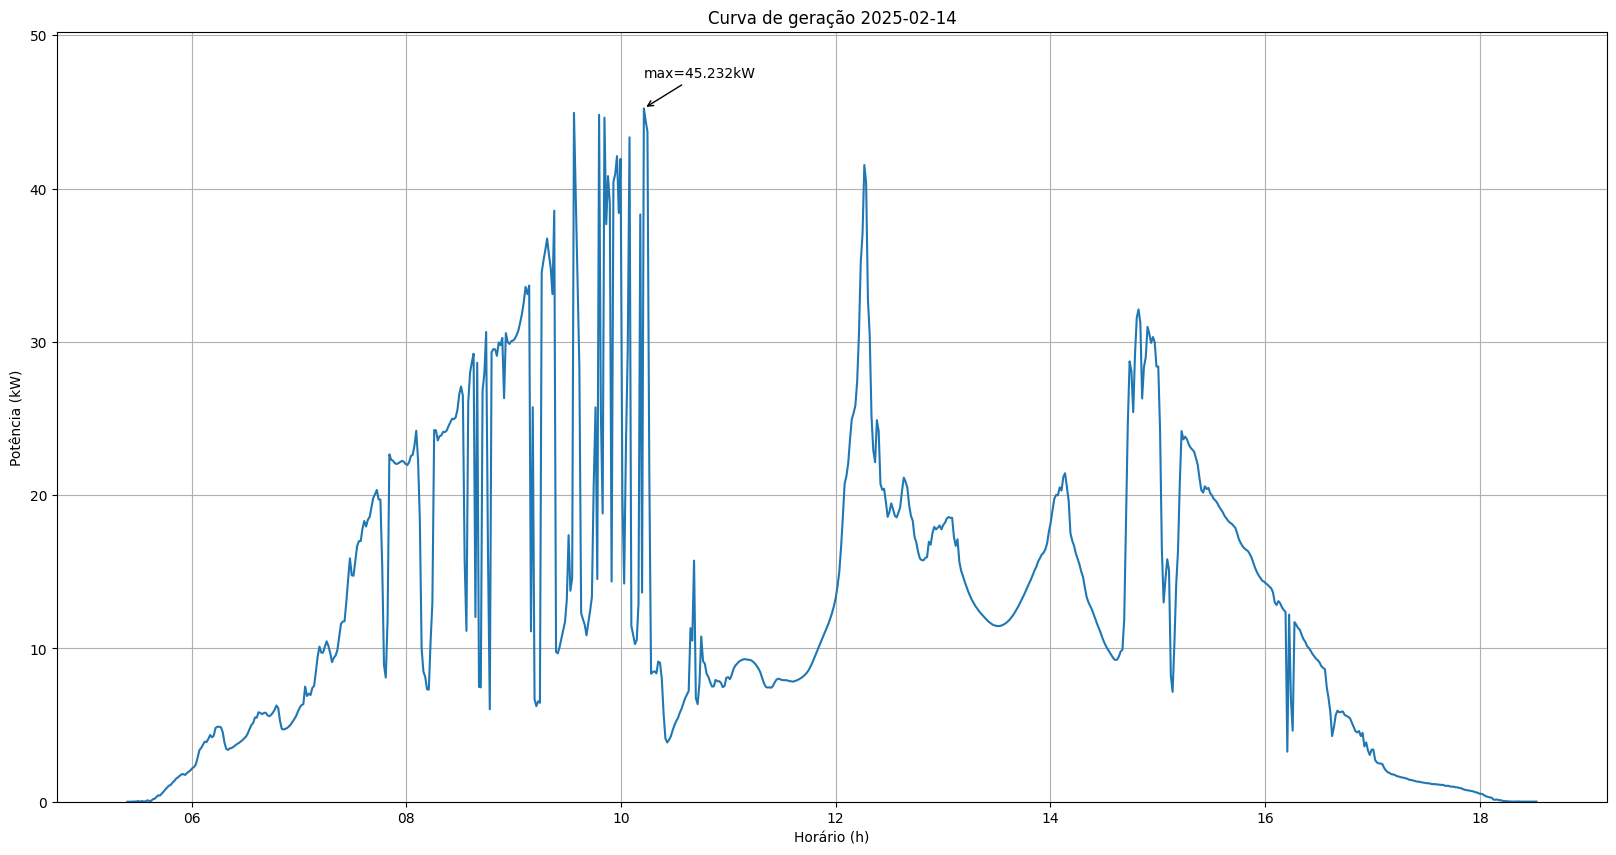 Curva de geração 2025-02-14
50
max=45.232kW
40
30
Potência (kW)
20
10
0
06 08 10 12 14 16 18
Horário (h)